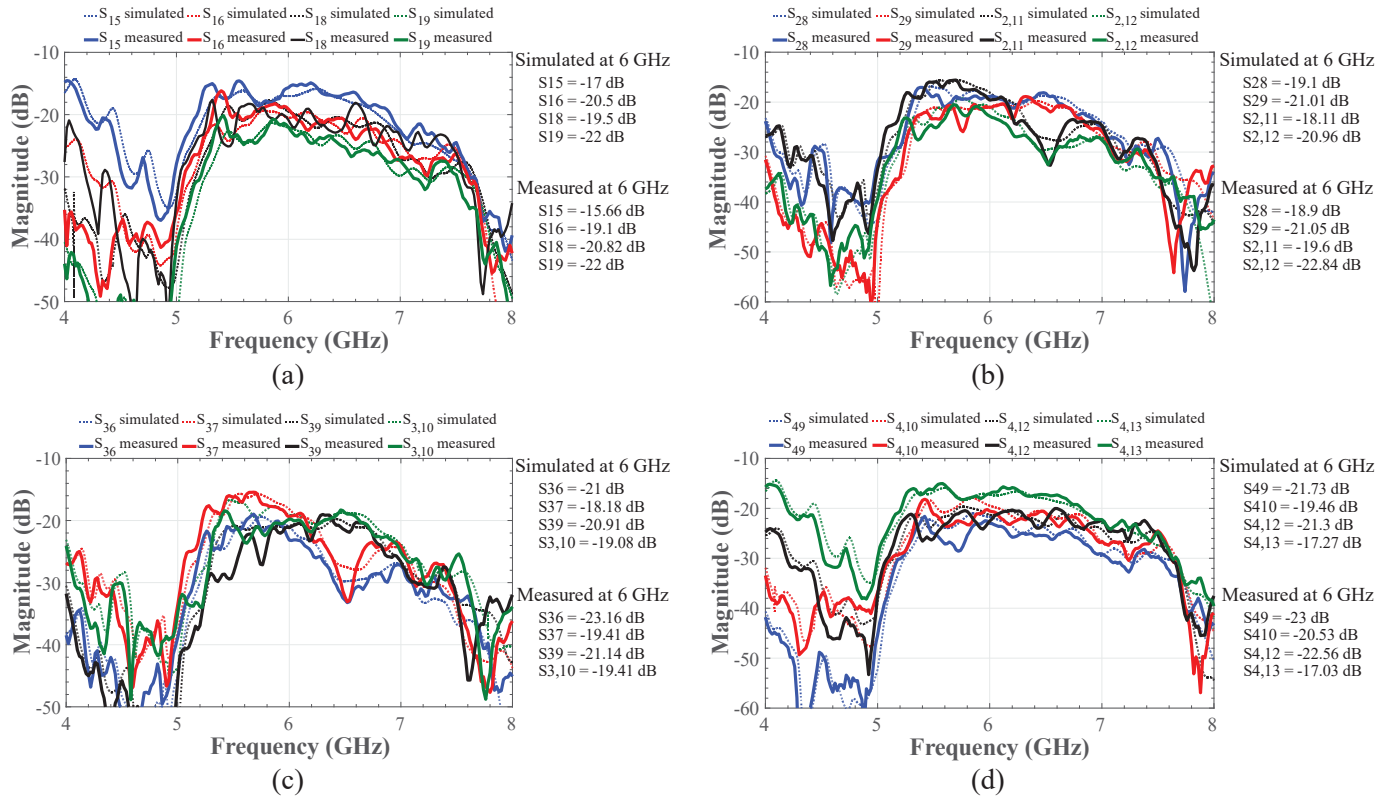 S15 simulated S16 simulated S18 simulated S19 simulated
S15 measured S16 measured S18 measured S19 measured
Magnitude (dB)
-10
-20
-30
-40
-50
4 5 6 7 8
Frequency (GHz)
(a)
Simulated at 6 GHz
S15 = -17 dB
S16 = -20.5 dB
S18 = -19.5 dB
S19 = -22 dB
Measured at 6 GHz
S15 = -15.66 dB
S16 = -19.1 dB
S18 = -20.82 dB
S19 = -22 dB
S28 simulated S29 simulated S2,11 simulated S2,12 simulated
S28 measured S29 measured S2,11 measured S2,12 measured
Magnitude (dB)
-10
-20
-30
-40
-50
-60
4 5 6 7 8
Frequency (GHz)
(b)
Simulated at 6 GHz
S28 = -19.1 dB
S29 = -21.01 dB
S2,11 = -18.11 dB
S2,12 = -20.96 dB
Measured at 6 GHz
S28 = -18.9 dB
S29 = -21.05 dB
S2,11 = -19.6 dB
S2,12 = -22.84 dB
S36 simulated S37 simulated S39 simulated S3,10 simulated
S36 measured S37 measured S39 measured S3,10 measured
Magnitude (dB)
-10
-20
-30
-40
-50
4 5 6 7 8
Frequency (GHz)
(c)
Simulated at 6 GHz
S36 = -21 dB
S37 = -18.18 dB
S39 = -20.91 dB
S3,10 = -19.08 dB
Measured at 6 GHz
S36 = -23.16 dB
S37 = -19.41 dB
S39 = -21.14 dB
S3,10 = -19.41 dB
S49 simulated S4,10 simulated S4,12 simulated S4,13 simulated
S49 measured S4,10 measured S4,12 measured S4,13 measured
Magnitude (dB)
-10
-20
-30
-40
-50
-60
4 5 6 7 8
Frequency (GHz)
(d)
Simulated at 6 GHz
S49 = -21.73 dB
S410 = -19.46 dB
S4,12 = -21.3 dB
S4,13 = -17.27 dB
Measured at 6 GHz
S49 = -23 dB
S410 = -20.53 dB
S4,12 = -22.56 dB
S4,13 = -17.03 dB